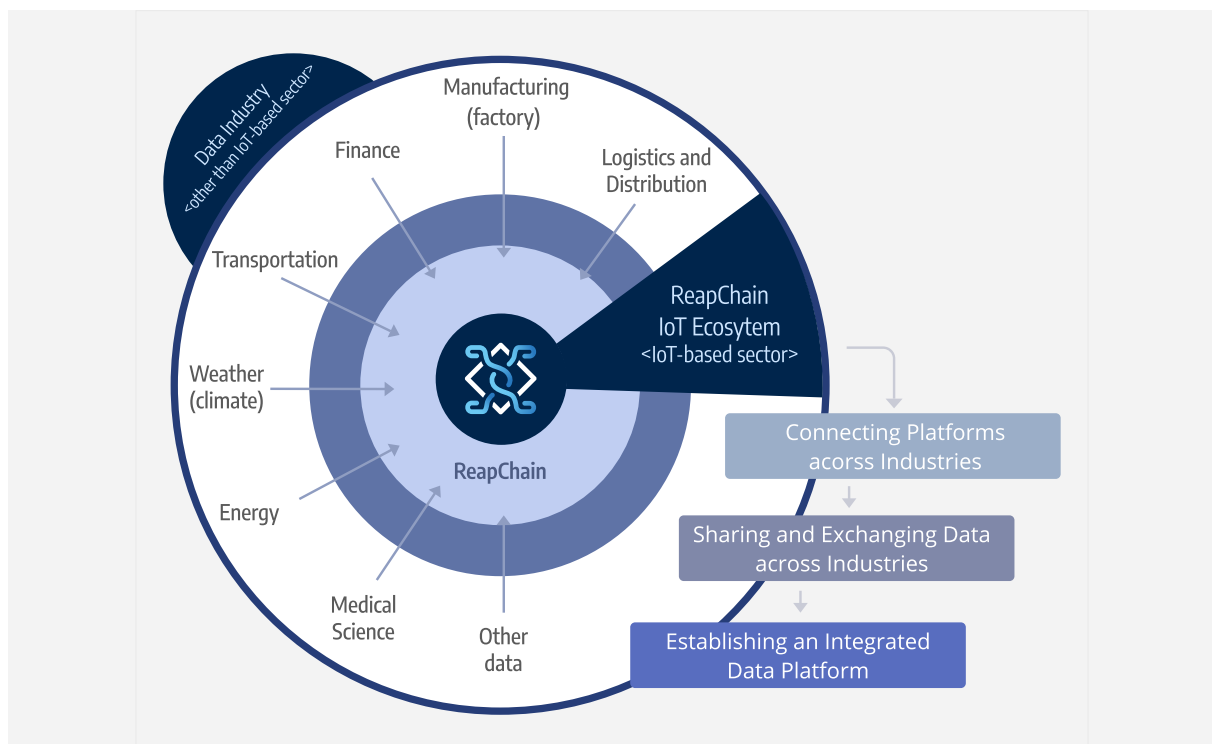 Data Industry
<other than IoT-based sector>
Manufacturing
(factory)
Finance
Logistics and
Distribution
Transportation
ReapChain
IoT Ecosytem
<IoT-based sector>
Weather
(climate)
ReapChain
Energy
Medical
Science
Other
data
Connecting Platforms
acorss Industries
Sharing and Exchanging Data
across Industries
Establishing an Integrated
Data Platform